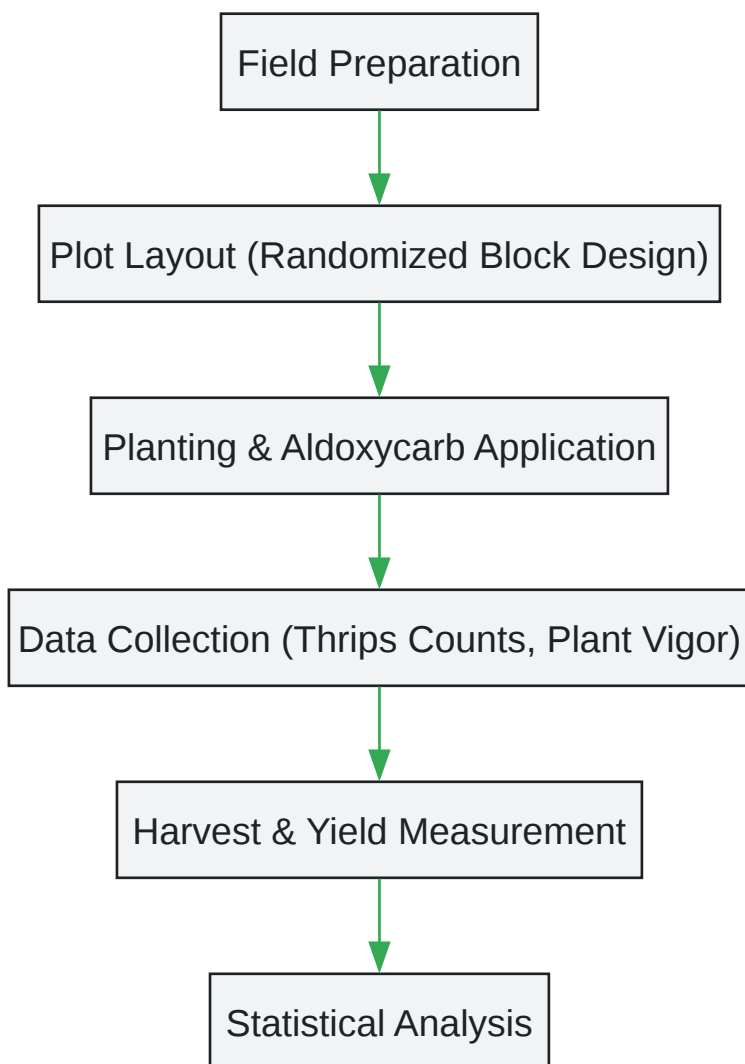 Field Preparation
Plot Layout (Randomized Block Design)
Planting & Aldoxycarb Application
Data Collection (Thrips Counts, Plant Vigor)
Harvest & Yield Measurement
Statistical Analysis